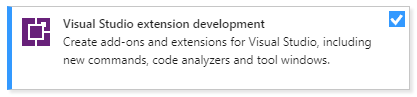 Visual Studio extension development
Create add-ons and extensions for Visual Studio, including
new commands, code analyzers and tool windows.